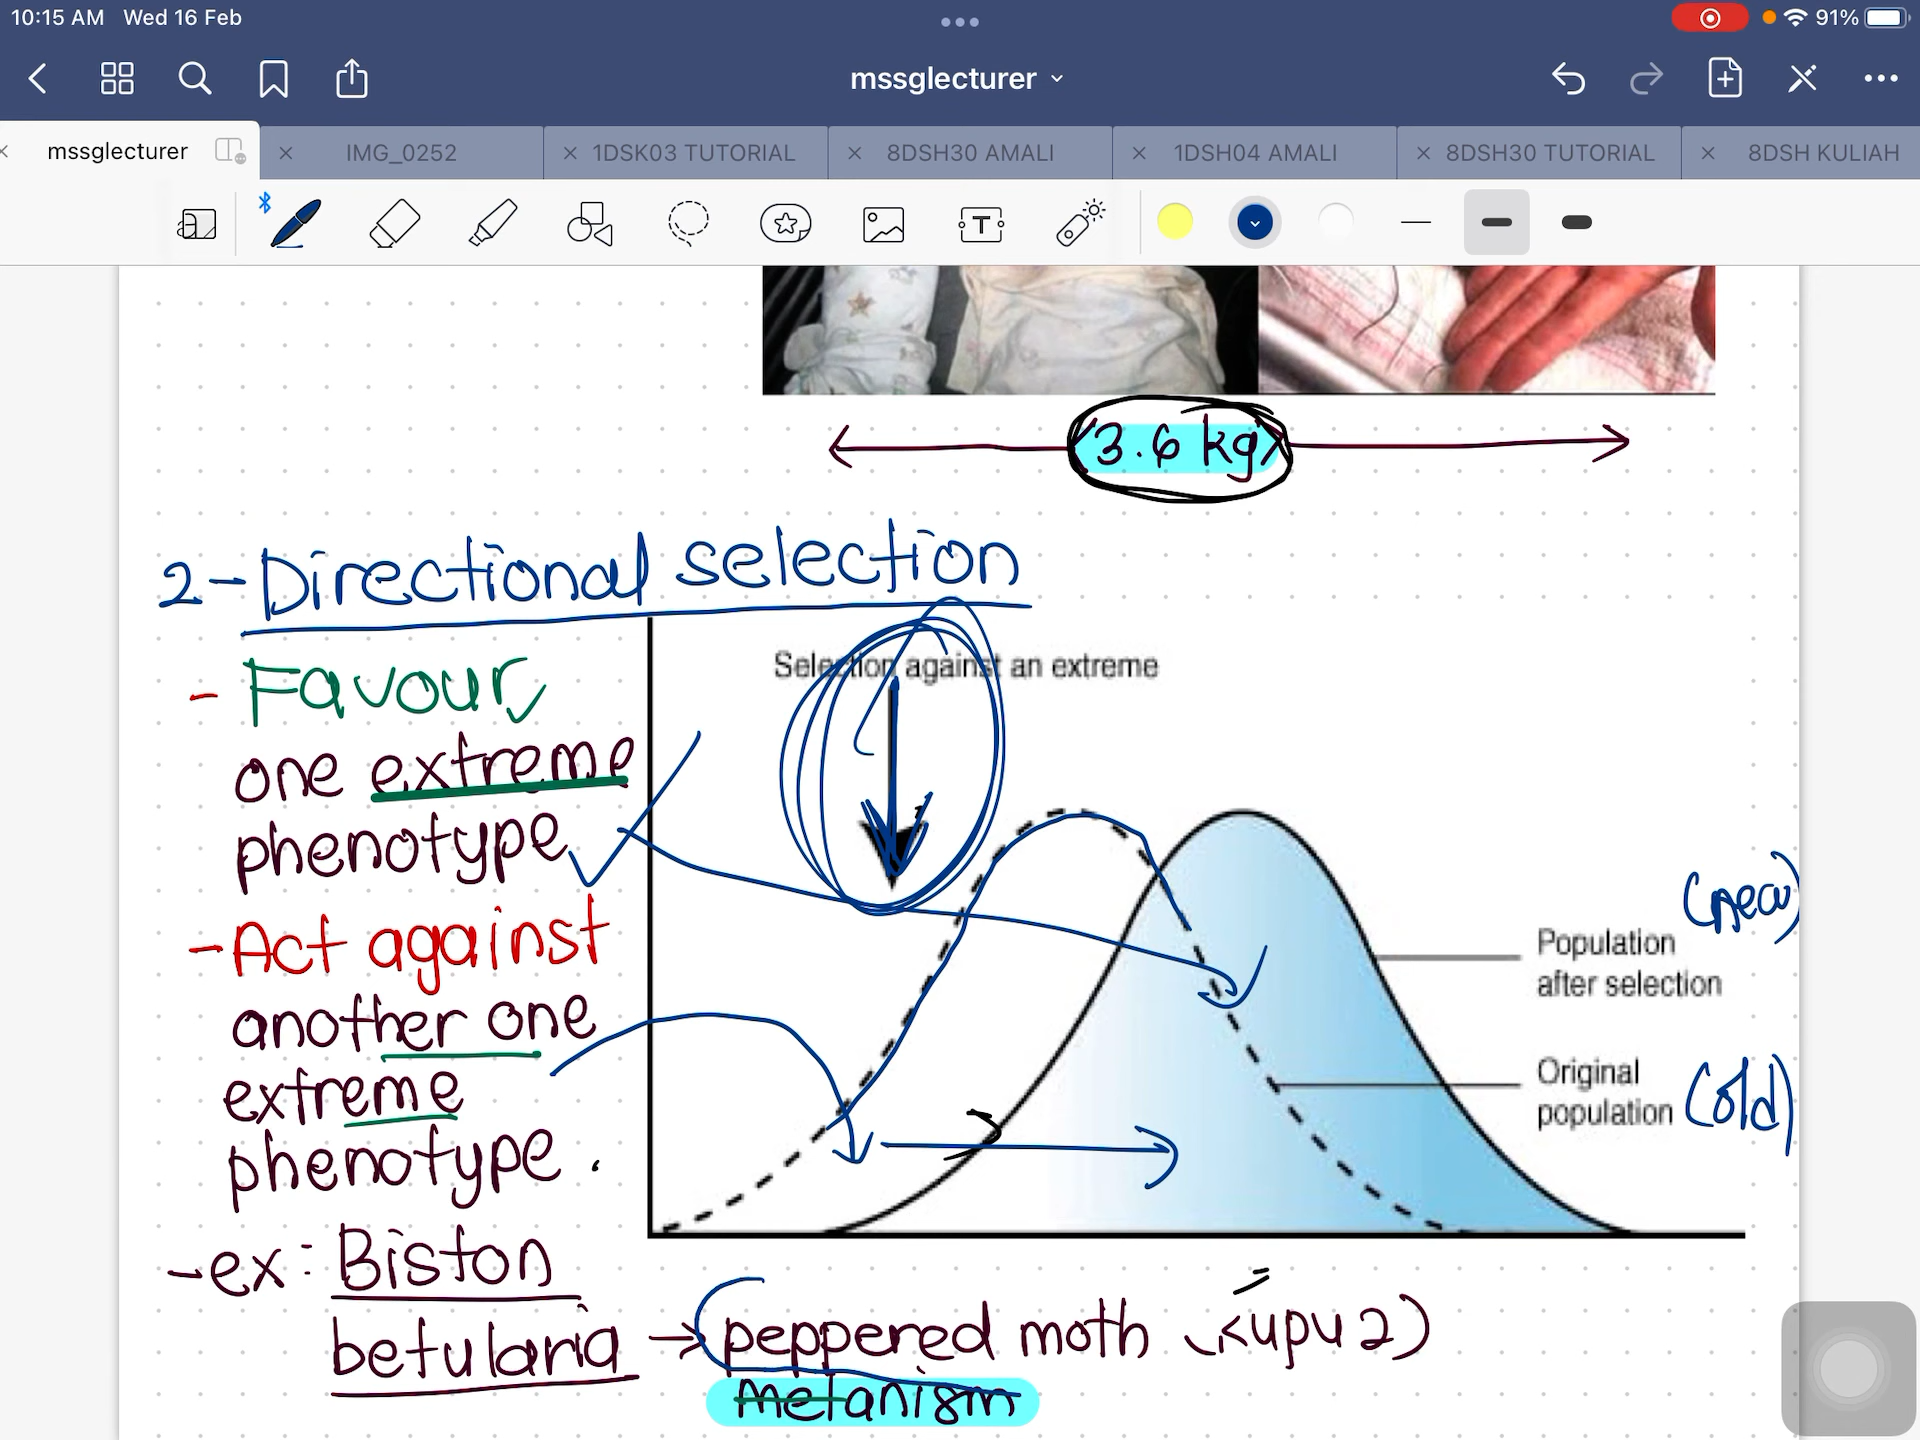 10:15 AM Wed 16 Feb
91%
mssglecturer
mssglecturer
IMG_0252
1DSK03 TUTORIAL
8DSH30 AMALI
1DSH04 AMALI
8DSH30 TUTORIAL
8DSH KULIAH
3.6 kg
2-Directional selection
- Favour
one extreme
phenotype
- Act against
another one
extreme
phenotype.
-ex: Biston
betularia → (peppered moth (kupu2)
melanism
Selection against an extreme
(new)
Population
after selection
Original
population (old)